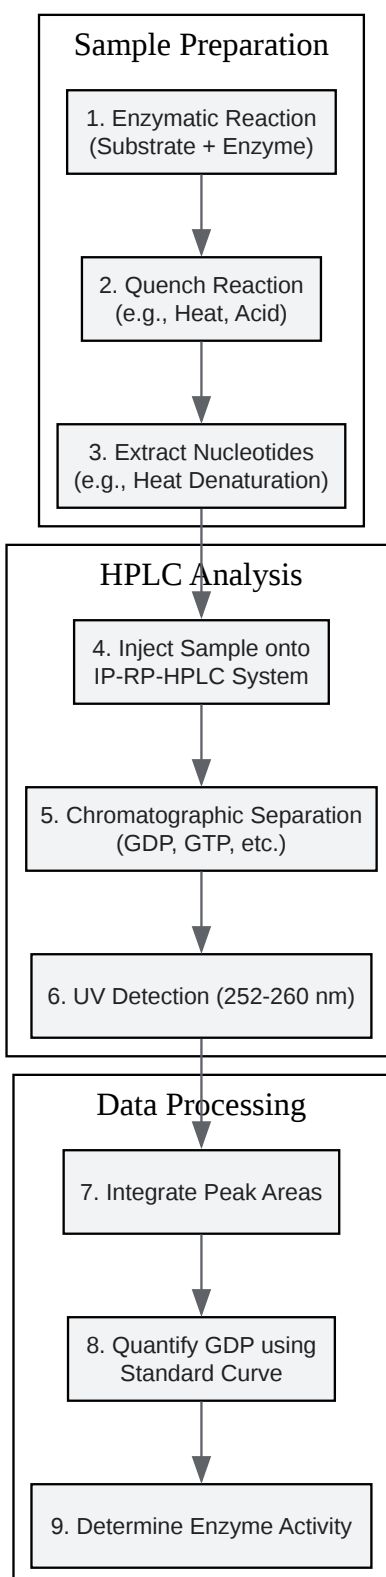 Sample Preparation
1. Enzymatic Reaction
(Substrate + Enzyme)
2. Quench Reaction
(e.g., Heat, Acid)
3. Extract Nucleotides
(e.g., Heat Denaturation)
HPLC Analysis
4. Inject Sample onto
IP-RP-HPLC System
5. Chromatographic Separation
(GDP, GTP, etc.)
6. UV Detection (252-260 nm)
Data Processing
7. Integrate Peak Areas
8. Quantify GDP using
Standard Curve
9. Determine Enzyme Activity